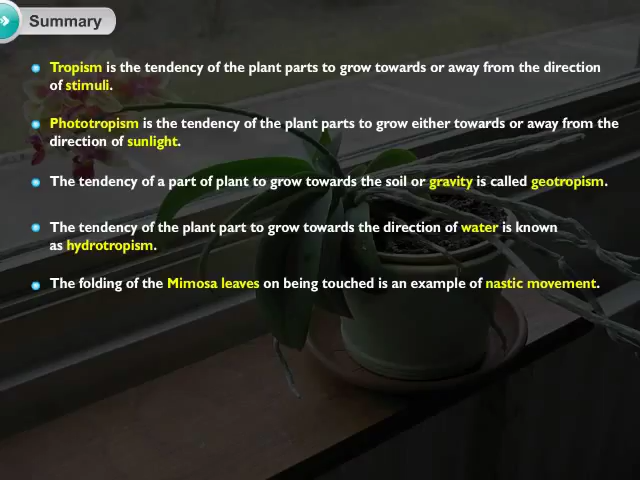 Summary
Tropism is the tendency of the plant parts to grow towards or away from the direction
of stimuli.
Phototropism is the tendency of the plant parts to grow either towards or away from the
direction of sunlight.
The tendency of a part of plant to grow towards the soil or gravity is called geotropism.
The tendency of the plant part to grow towards the direction of water is known
as hydrotropism.
The folding of the Mimosa leaves on being touched is an example of nastic movement.